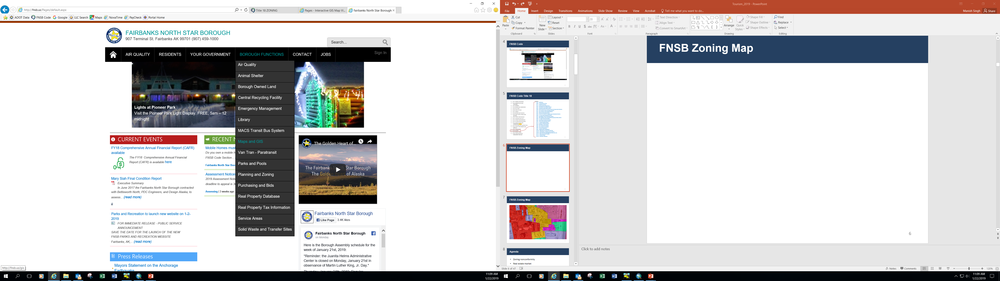 http://fnsb.us/Pages/default.aspx
Title 18 ZONING
Pages - Interactive GIS Map Vi...
Fairbanks North Star Borough
ADOT Data
FNSB Code
Google
LLC Search
Maps
NovaTime
PayCheck
Portal Home
FAIRBANKS NORTH STAR BOROUGH
907 Terminal St. Fairbanks AK 99701 (907) 459-1000
Search...
AIR QUALITY
RESIDENTS
YOUR GOVERNMENT
BOROUGH FUNCTIONS
CONTACT
JOBS
Sign In
Air Quality
Animal Shelter
Borough Owned Land
Central Recycling Facility
Emergency Management
Library
MACS Transit Bus System
Maps and GIS
Van Tran - Paratransit
Parks and Pools
Planning and Zoning
Purchasing and Bids
Real Property Database
Real Property Tax Information
Service Areas
Solid Waste and Transfer Sites
Lights at Pioneer Park
Visit the Pioneer Park Light Display. FREE, 5am – 12
midnight
CURRENT EVENTS
FY18 Comprehensive Annual Financial Report (CAFR)
available
The FY18 Comprehensive Annual Financial
Report (CAFR) is available here
Mary Siah Final Condition Report
Executive Summary
In June 2017 the Fairbanks North Star Borough contracted
with Bettisworth North, PDC Engineers, and Design Alaska, to
assess... (read more)
Parks and Recreation to launch new website on 1-2-
2019
FOR IMMEDIATE RELEASE - PUBLIC SERVICE
ANNOUNCEMENT
SAVE THE DATE FOR THE LAUNCH OF THE NEW
FNSB PARKS AND RECREATION WEBSITE
Fairbanks, AK,... (read more)
Press Releases
Mayors Statement on the Anchorage
Earthquake
RECENT N
Mobile Homes must
Do you own a mobile h
FNSB Code Section...
Fairbanks North Star Boro
Assessment Notices
2019 Assessment Noti
deadline to appeal is 3
Assessing | 3 weeks ago
The Golden Heart of...
The Fairbanks North Star Borough
The Golden Heart of Alaska
Fairbanks North Star Borough
Like Page
3.4K likes
Fairbanks North Star Borough
on Monday
Here is the Borough Assembly schedule for the
week of January 21st, 2019:
*Reminder: the Juanita Helms Administrative
Center is closed on Monday, January 21st in
observance of Martin Luther King, Jr. Day.*
http://fnsb.us/gis
11:09 AM
1/22/2019
Tourism_2019 - PowerPoint
File
Home
Insert
Design
Transitions
Animations
Slide Show
Review
View
Acrobat
Tell me what you want to do...
Manish Singh
Share
Paste
Cut
Copy
Format Painter
Clipboard
New
Slide
Layout
Reset
Section
Slides
28
Font
Text Direction
Align Text
Convert to SmartArt
Paragraph
Arrange
Quick
Styles
Shape Fill
Shape Outline
Shape Effects
Drawing
Find
Replace
Select
Editing
4
FNSB Code
5
FNSB Code Title 18
6
FNSB Zoning Map
7
FNSB Zoning Map
8
Agenda
• Zoning nonconformity
• Real estate market
FNSB Zoning Map
6
Click to add notes
Slide 6 of 47
Notes
Comments
120%
11:09 AM
1/22/2019